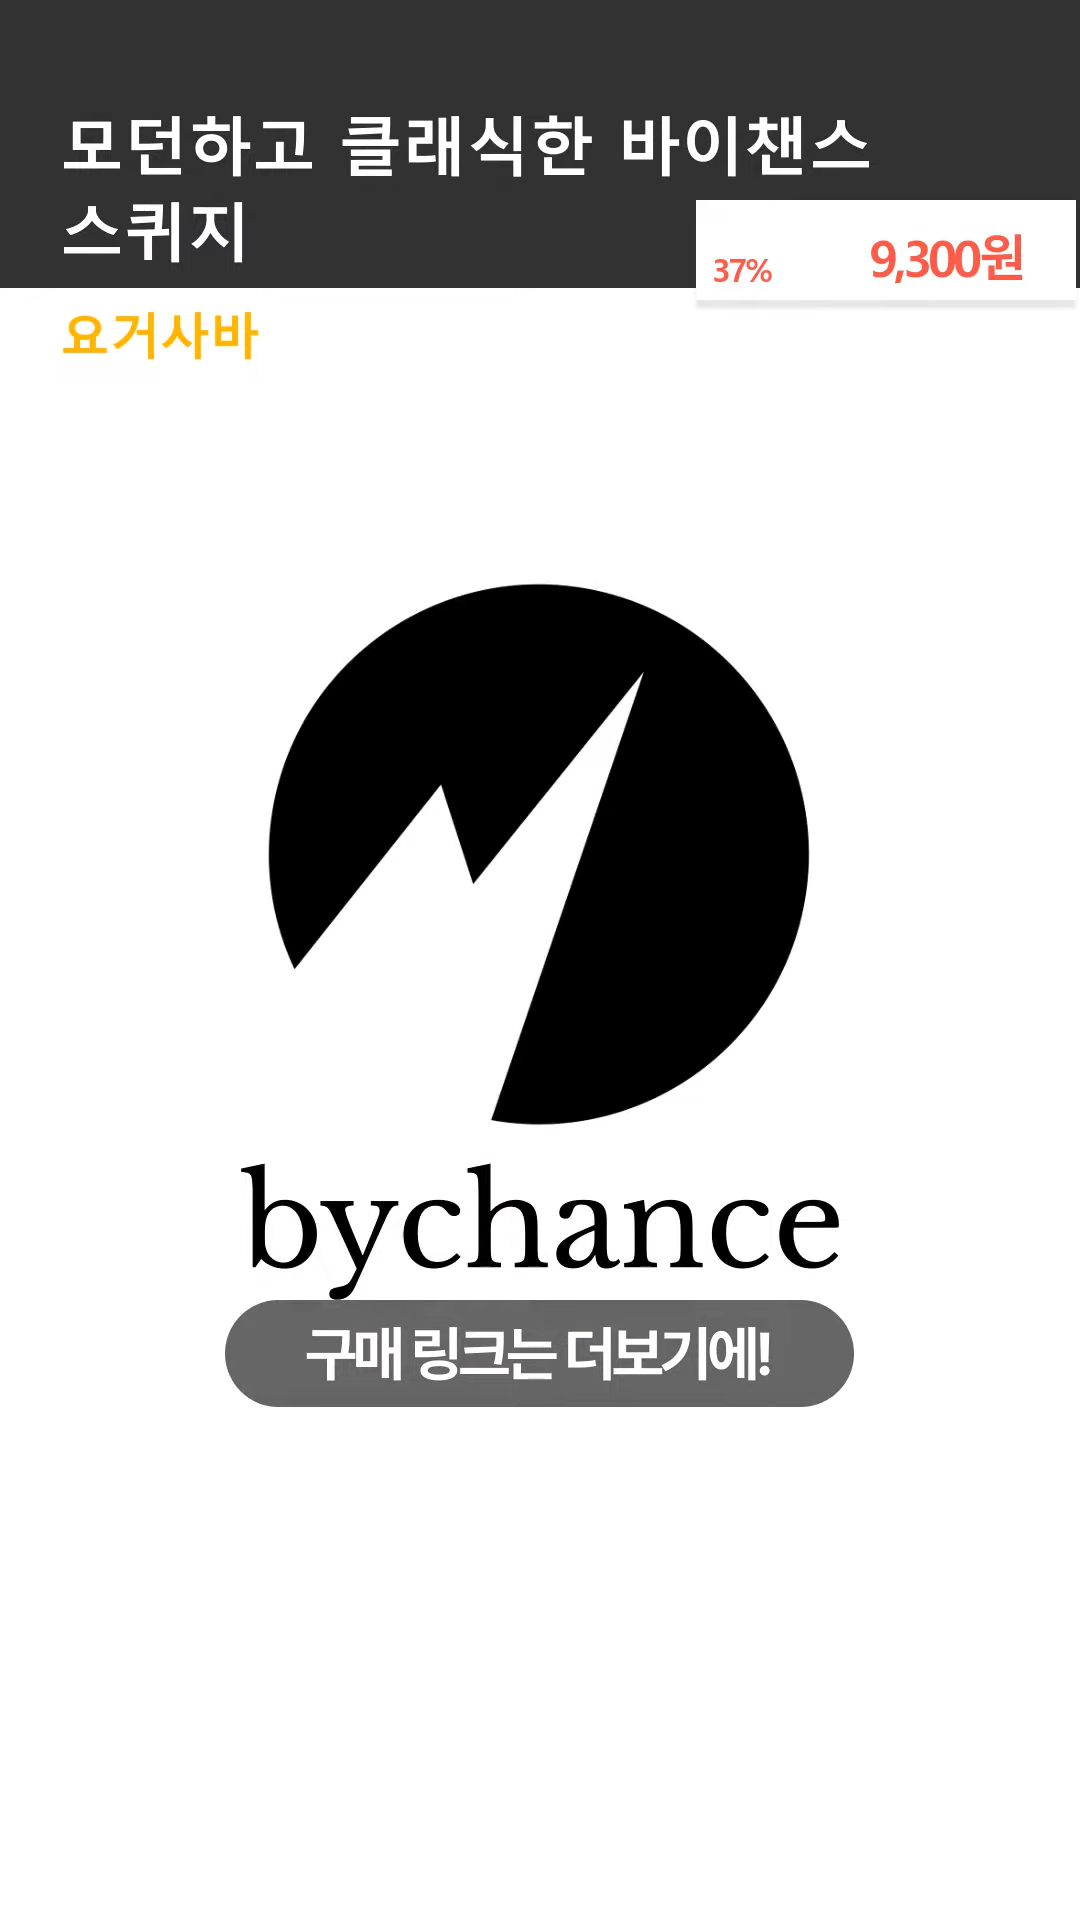 모던하고 클래식한 바이챈스
스퀴지
37% 9,300원
요거사바
bychance
구매 링크는 더보기에!